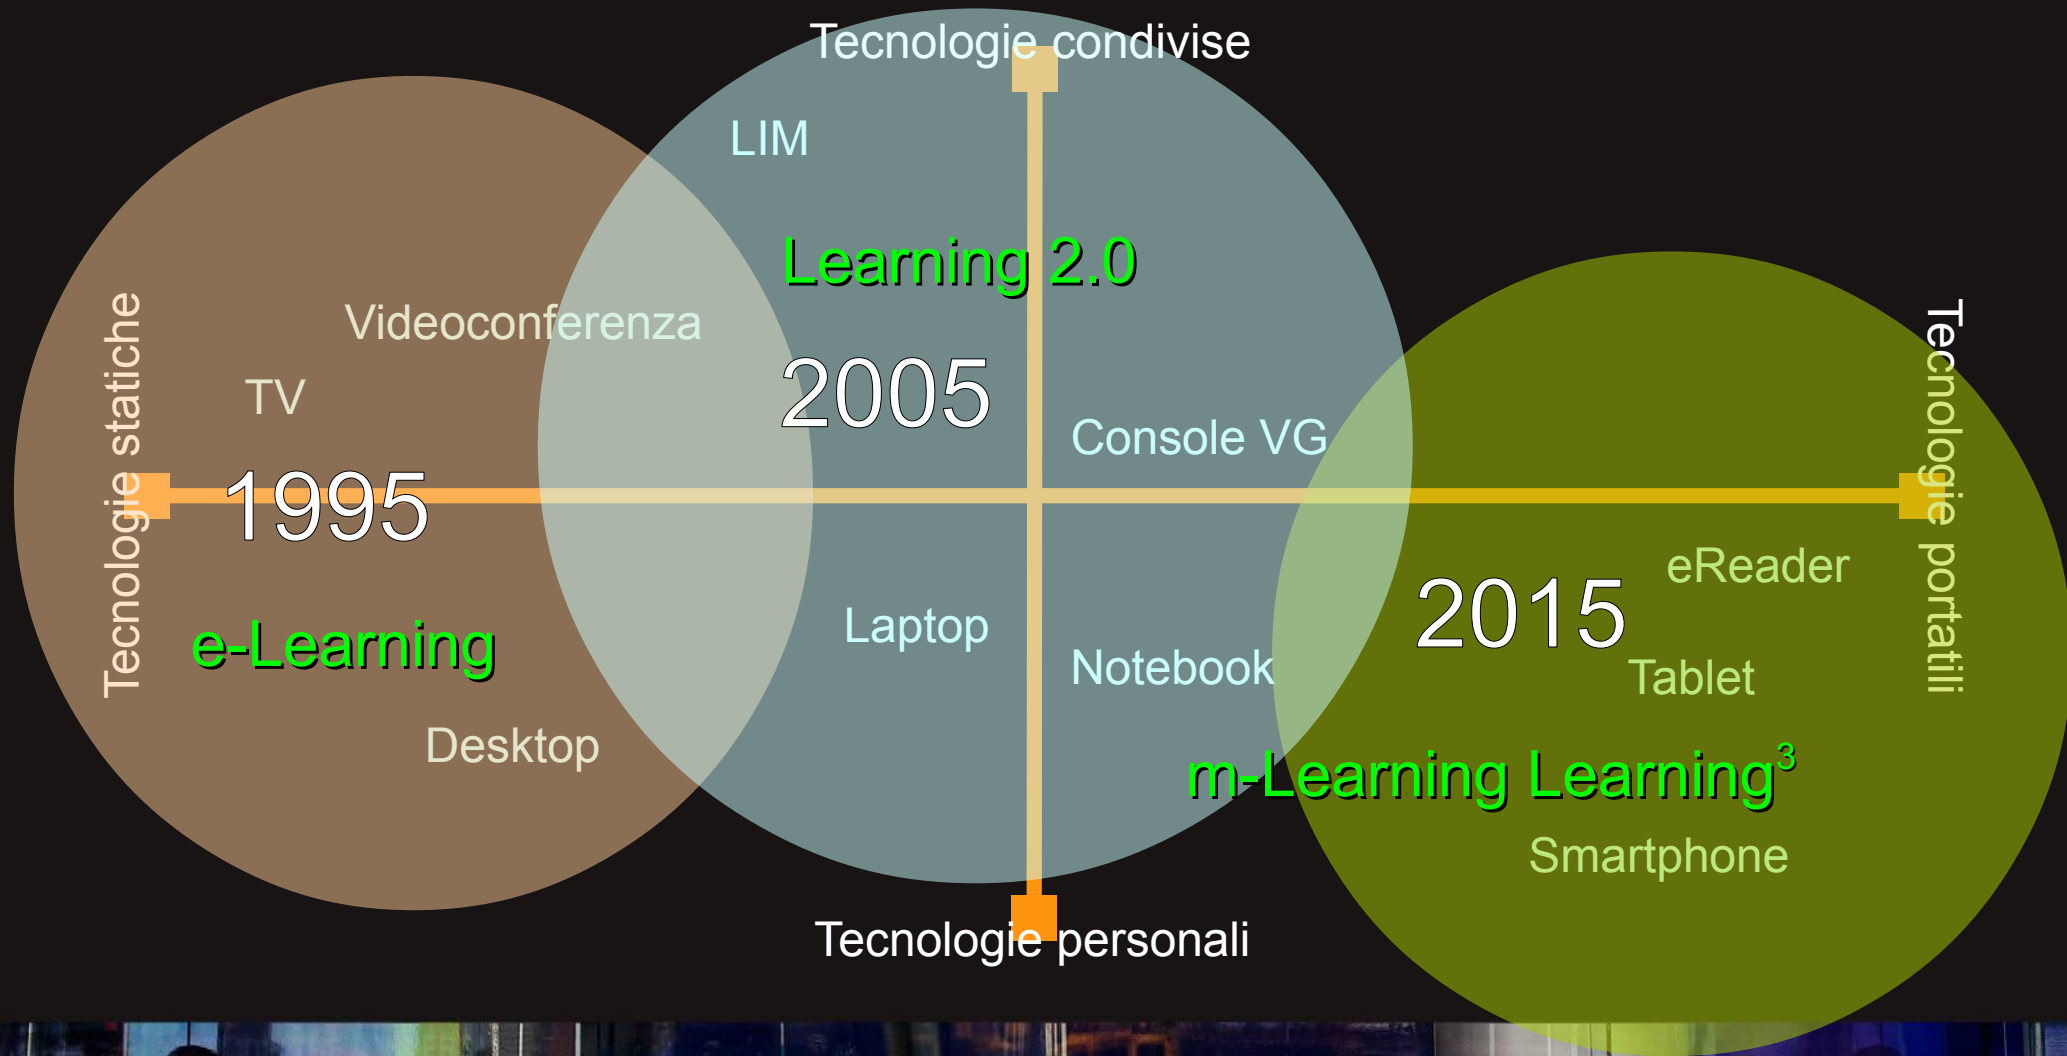 Tecnologie condivise
LIM
Learning 2.0
Tecnologie statiche
Videoconferenza
TV
2005
Console VG
1995
Tecnologie portatilli
eReader
2015
e-Learning
Laptop
Notebook
Tablet
Desktop
m-Learning Learning³
Smartphone
Tecnologie personali